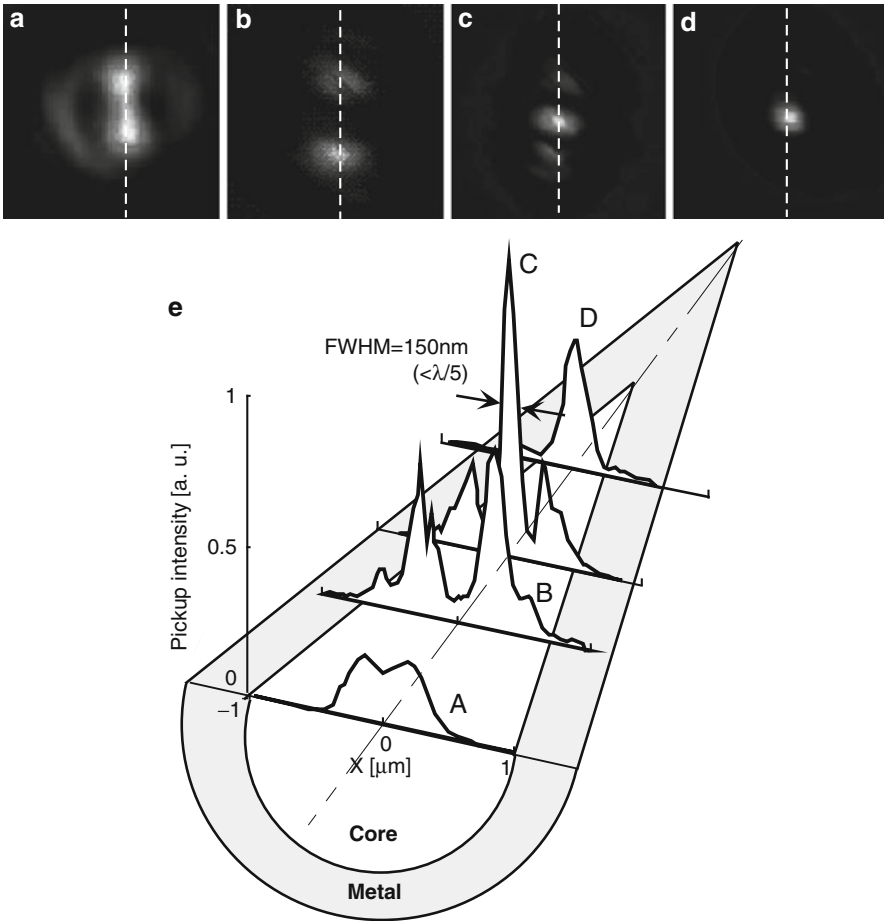 a
b
c
d
e
C
D
FWHM=150nm
(<λ/5)
1
Pickup intensity [a. u.]
0.5
B
0
−1
A
0
X [μm]
1
Core
Metal